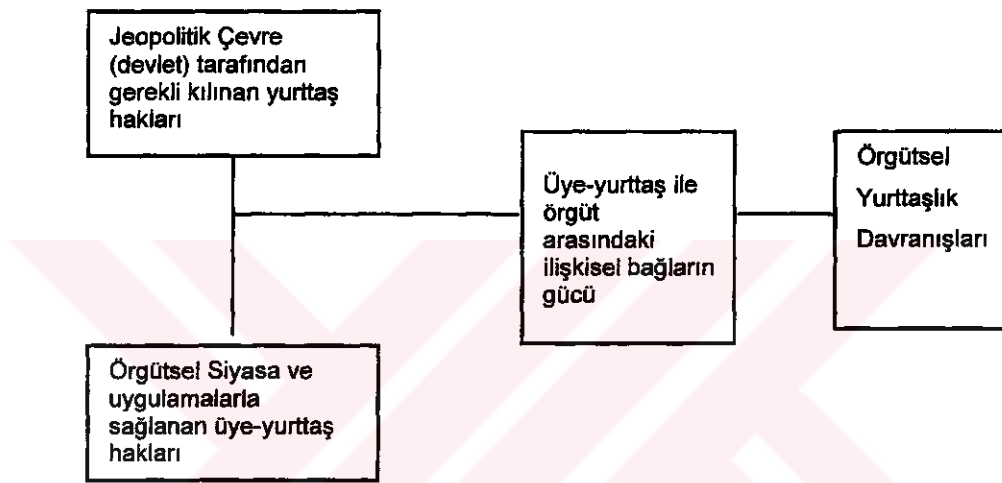 Jeopolitik Çevre
(devlet) tarafından
gerekli kılınan yurttaş
hakları
Üye-yurttaş ile
örgüt
arasındaki
ilişkisel bağların
gücü
Örgütsel
Yurttaşlık
Davranışları
Örgütsel Siyasa ve
uygulamalarla
sağlanan üye-yurttaş
hakları